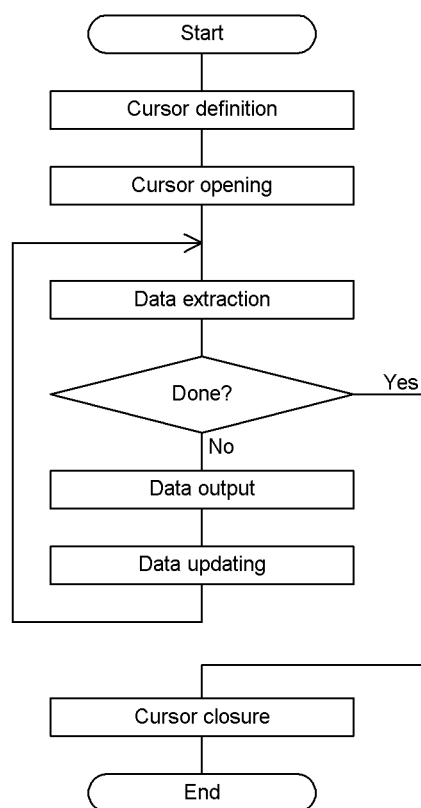 Start
Cursor definition
Cursor opening
Data extraction
Done?
Yes
No
Data output
Data updating
Cursor closure
End